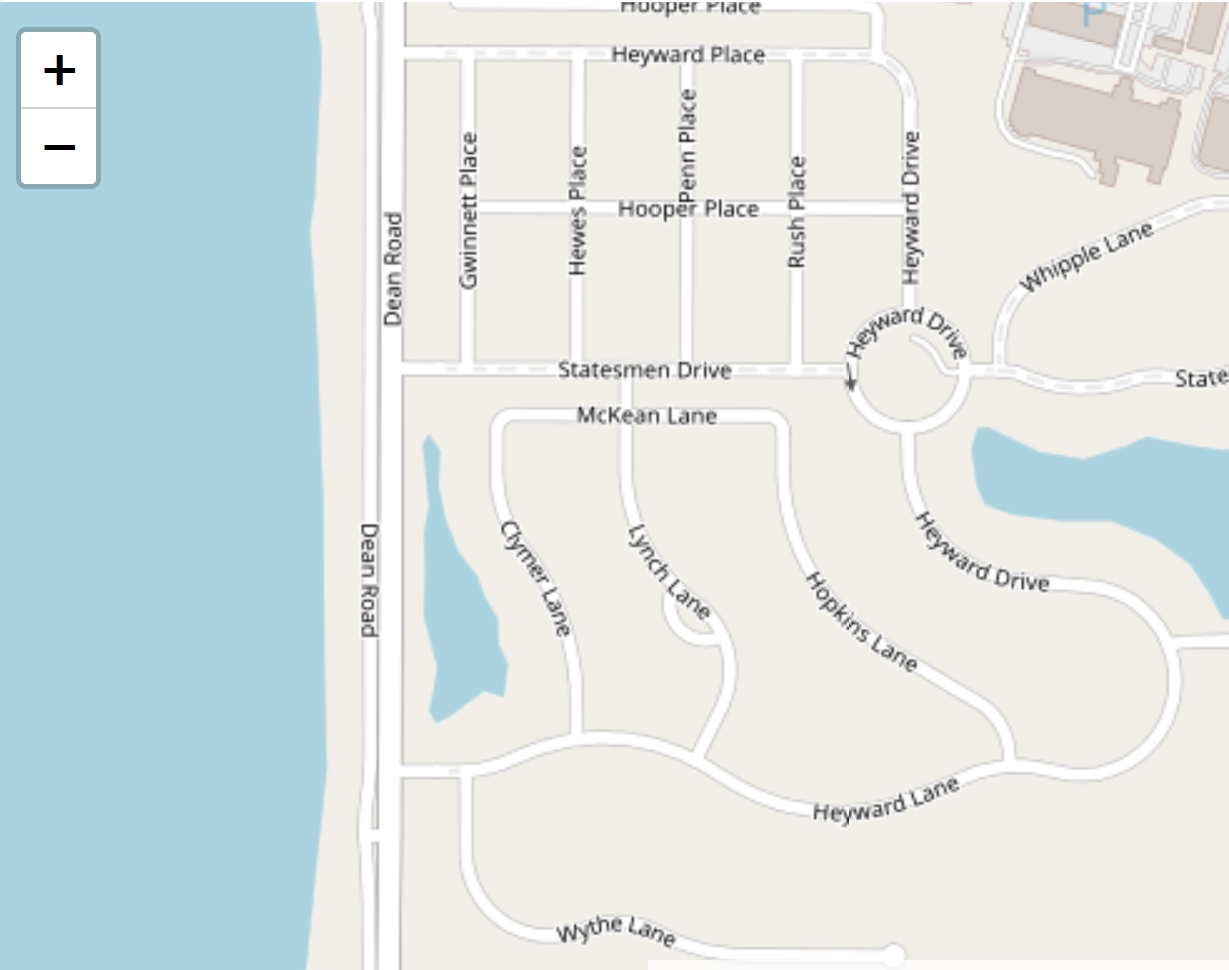 Hooper Place
P
+
Heyward Place
−
Gwinnett Place
Hewes Place
Penn Place
Rush Place
Heyward Drive
Hooper Place
Dean Road
Whipple Lane
Heyward Drive
Statesmen Drive
State
McKean Lane
Dean Road
Clymer Lane
Lynch Lane
Heyward Drive
Hopkins Lane
Heyward Lane
Wythe Lane